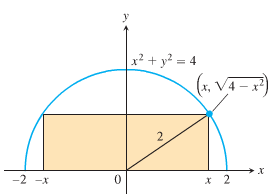 y
x² + y² = 4
(x, √4 − x²)
2
−2 −x 0 x 2 x